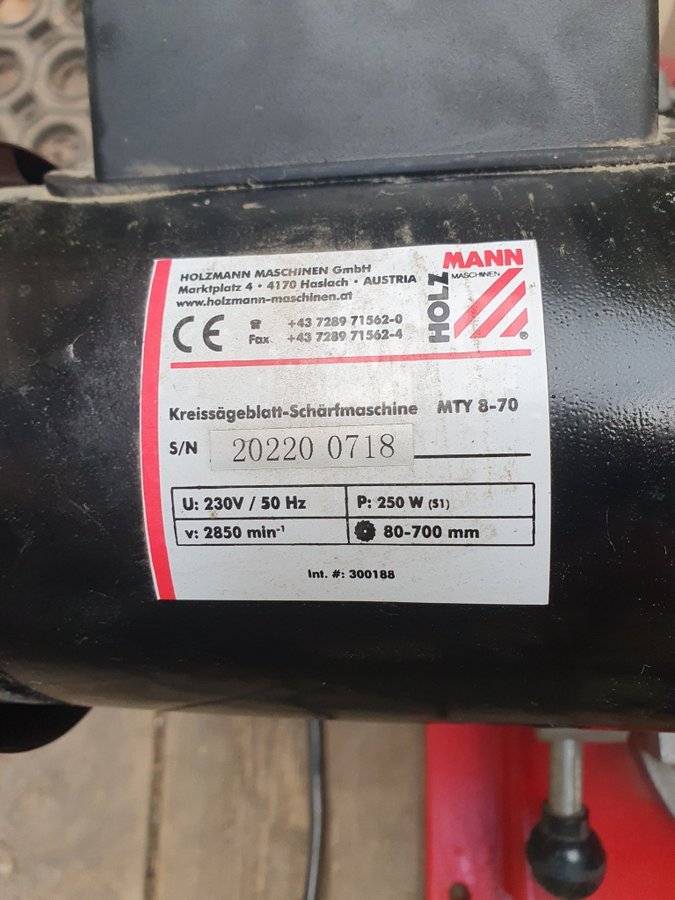 HOLZMANN MASCHINEN GmbH
Marktplatz 4 • 4170 Haslach • AUSTRIA
www.holzmann-maschinen.at
CE
☎ +43 7289 71562-0
Fax +43 7289 71562-4
HOLZ
MANN
MASCHINEN
®
Kreissägeblatt-Schärfmaschine MTY 8-70
S/N 20220 0718
U: 230V / 50 Hz
P: 250 W (S1)
v: 2850 min⁻¹
80-700 mm
Int. #: 300188